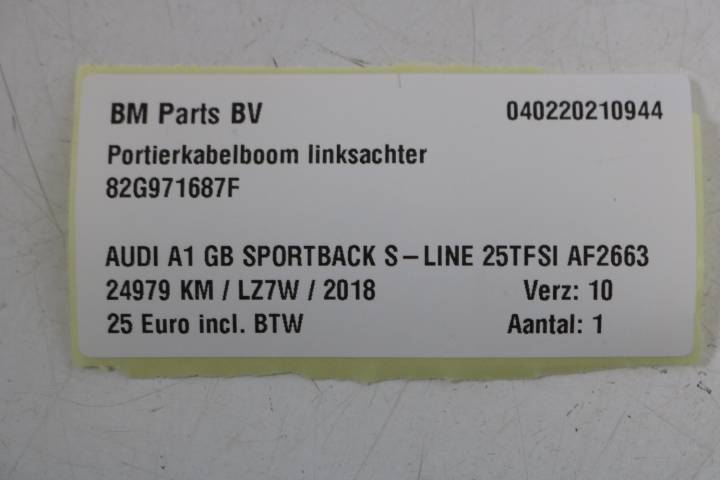 BM Parts BV 040220210944
Portierkabelboom linksachter
82G971687F
AUDI A1 GB SPORTBACK S-LINE 25TFSI AF2663
24979 KM / LZ7W / 2018 Verz: 10
25 Euro incl. BTW Aantal: 1